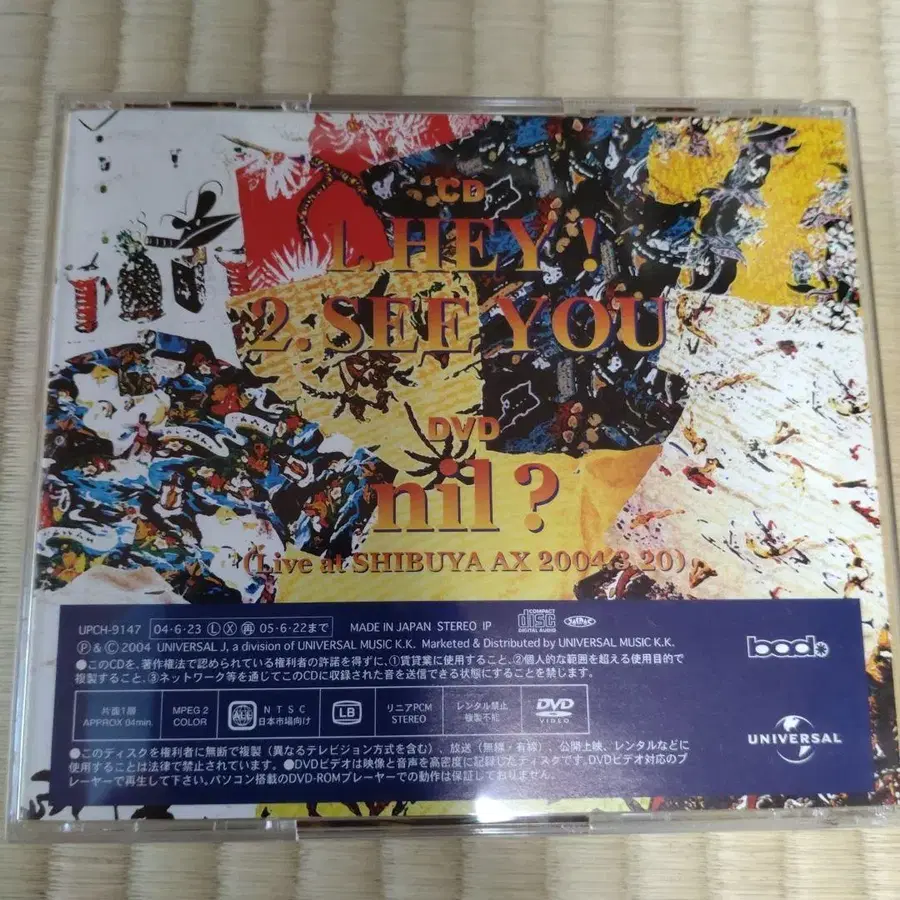 CD
1. HEY !
2. SEE YOU
DVD
nil ?
(Live at SHIBUYA AX 2004.3.20)
UPCH-9147 04・6・23 Ⓛ Ⓧ ㊞ 05・6・22まで MADE IN JAPAN STEREO IP COMPACT disc DIGITAL AUDIO
Ⓟ & © 2004 UNIVERSAL J, a division of UNIVERSAL MUSIC K.K. Marketed & Distributed by UNIVERSAL MUSIC K.K.
●このCDを、著作権法で認められている権利者の許諾を得ずに、①賃貸業に使用すること、②個人的な範囲を超える使用目的で
複製すること、③ネットワーク等を通じてこのCDに収録された音を送信できる状態にすることを禁じます。
bad
片面1層 APPROX 04min.
MPEG 2 COLOR
ALL NTSC 日本市場向け
LB
リニアPCM STEREO
レンタル禁止 複製不能
DVD VIDEO
UNIVERSAL
●このディスクを権利者に無断で複製(異なるテレビジョン方式を含む)、放送(無線・有線)、公開上映、レンタルなどに
使用することは法律で禁止されています。●DVDビデオは映像と音声を高密度に記録したディスクです。DVDビデオ対応のプ
レーヤーで再生して下さい。パソコン搭載のDVD-ROMプレーヤーでの動作は保証しておりません。